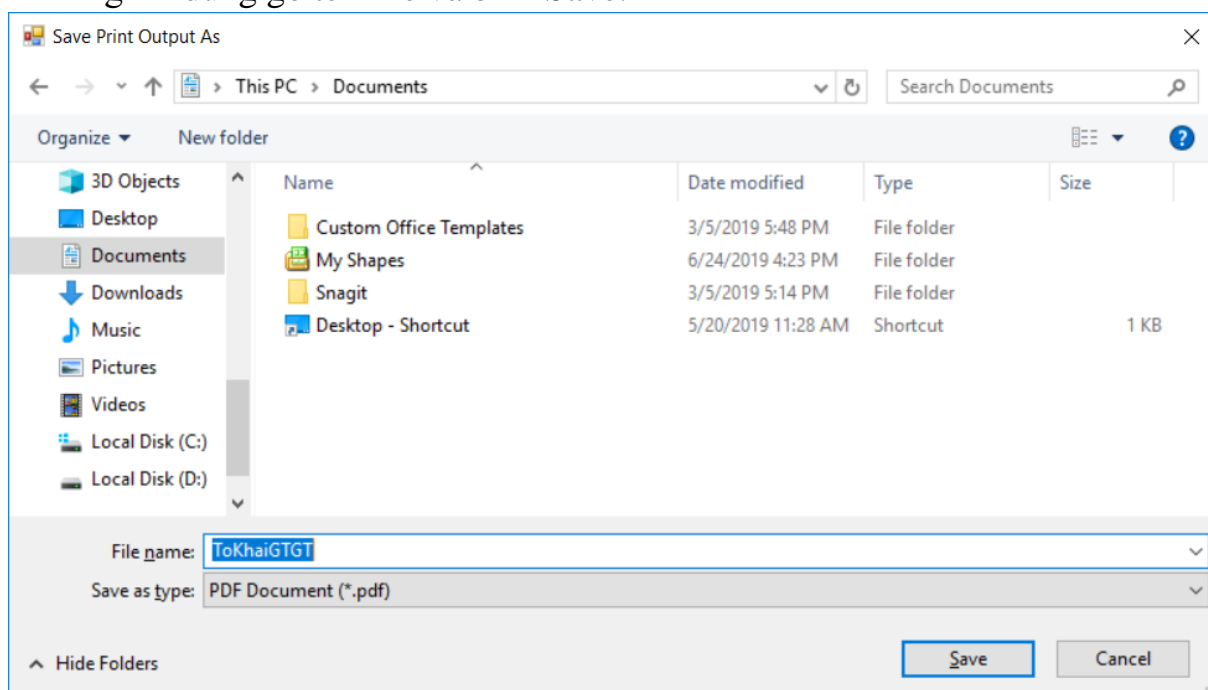 Save.
Save Print Output As
This PC > Documents
Search Documents
Organize
New folder
Name Date modified Type Size
3D Objects
Desktop
Documents
Downloads
Music
Pictures
Videos
Local Disk (C:)
Local Disk (D:)
Custom Office Templates 3/5/2019 5:48 PM File folder
My Shapes 6/24/2019 4:23 PM File folder
Snagit 3/5/2019 5:14 PM File folder
Desktop - Shortcut 5/20/2019 11:28 AM Shortcut 1 KB
File name: ToKhaiGTGT
Save as type: PDF Document (*.pdf)
Hide Folders
Save
Cancel